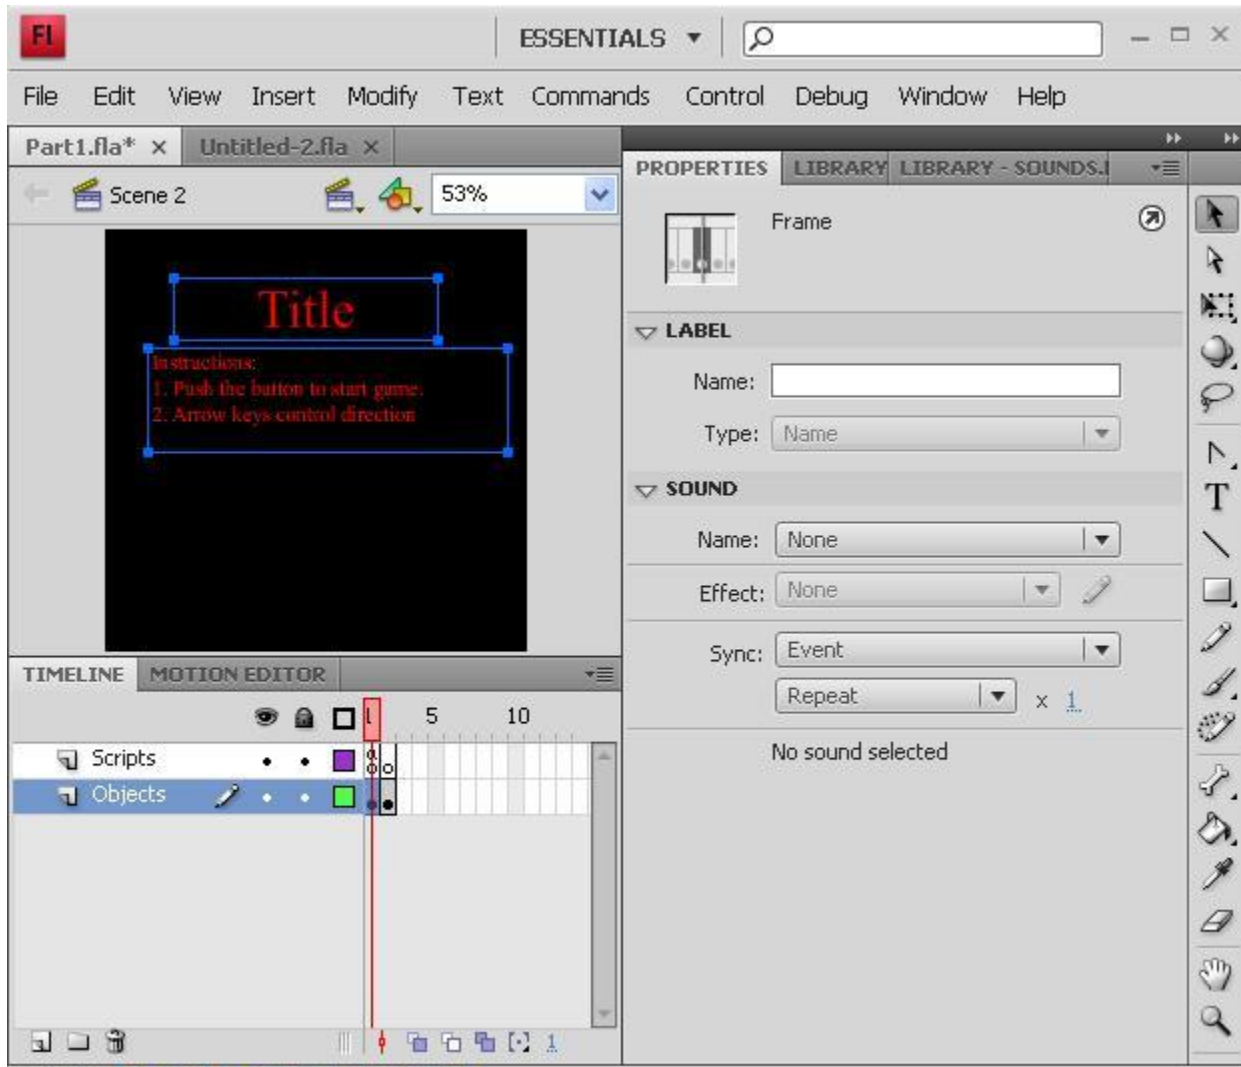 Fl
ESSENTIALS
File Edit View Insert Modify Text Commands Control Debug Window Help
Part1.fla* × Untitled-2.fla ×
PROPERTIES LIBRARY LIBRARY - SOUNDS.
Scene 2
53%
Frame
Title
Instructions:
1. Push the button to start game.
2. Arrow keys control direction
LABEL
Name:
Type: Name
SOUND
Name: None
Effect: None
Sync: Event
Repeat x 1
No sound selected
T
TIMELINE MOTION EDITOR
1 5 10
Scripts
a
Objects
1